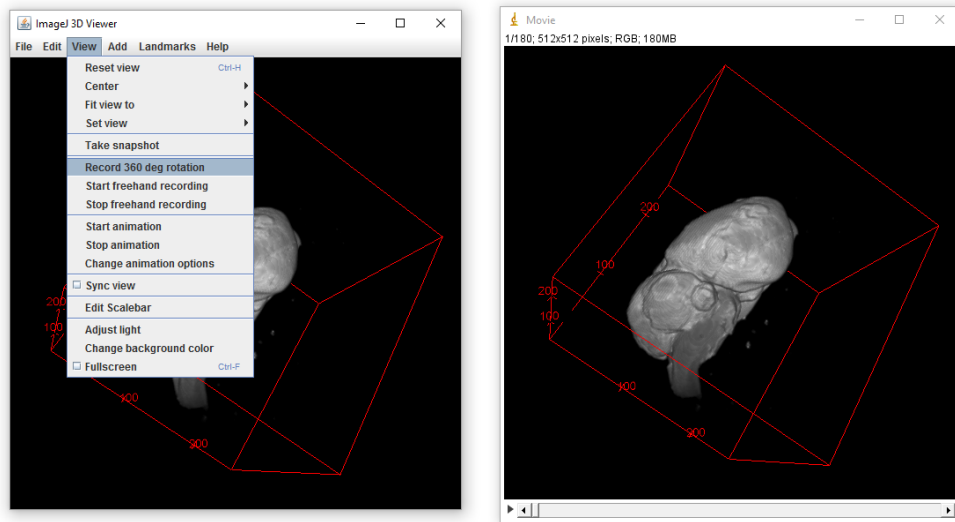 ImageJ 3D Viewer
File Edit View Add Landmarks Help
Reset view Ctrl-H
Center
Fit view to
Set view
Take snapshot
Record 360 deg rotation
Start freehand recording
Stop freehand recording
Start animation
Stop animation
Change animation options
Sync view
Edit Scalebar
Adjust light
Change background color
Fullscreen Ctrl-F
200
100
100
200
Movie
1/180; 512x512 pixels; RGB; 180MB
200
100
200
100
100
200